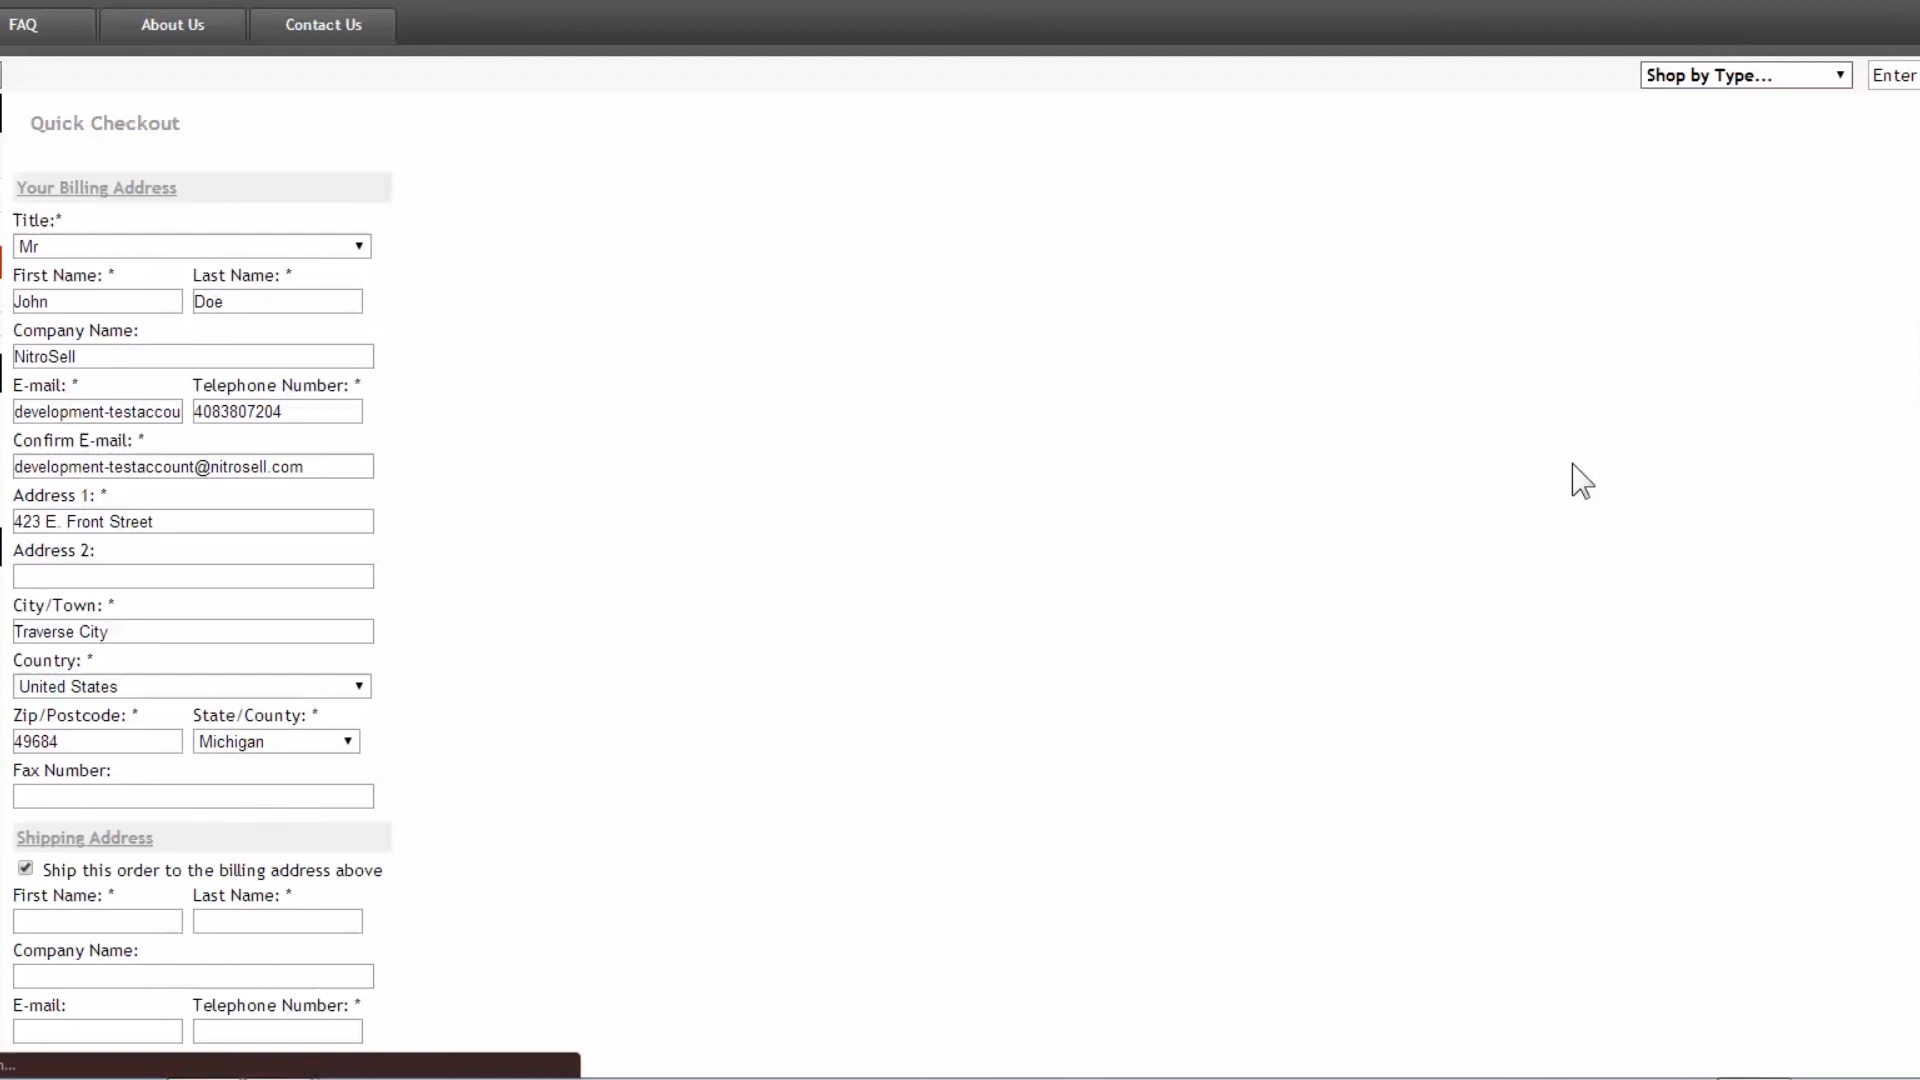 FAQ About Us Contact Us
Shop by Type... Enter
Quick Checkout
Your Billing Address
Title:*
Mr
First Name: * Last Name: *
John Doe
Company Name:
NitroSell
E-mail: * Telephone Number: *
development-testaccou 4083807204
Confirm E-mail: *
development-testaccount@nitrosell.com
Address 1: *
423 E. Front Street
Address 2:
City/Town: *
Traverse City
Country: *
United States
Zip/Postcode: * State/County: *
49684 Michigan
Fax Number:
Shipping Address
Ship this order to the billing address above
First Name: * Last Name: *
Company Name:
E-mail: Telephone Number: *